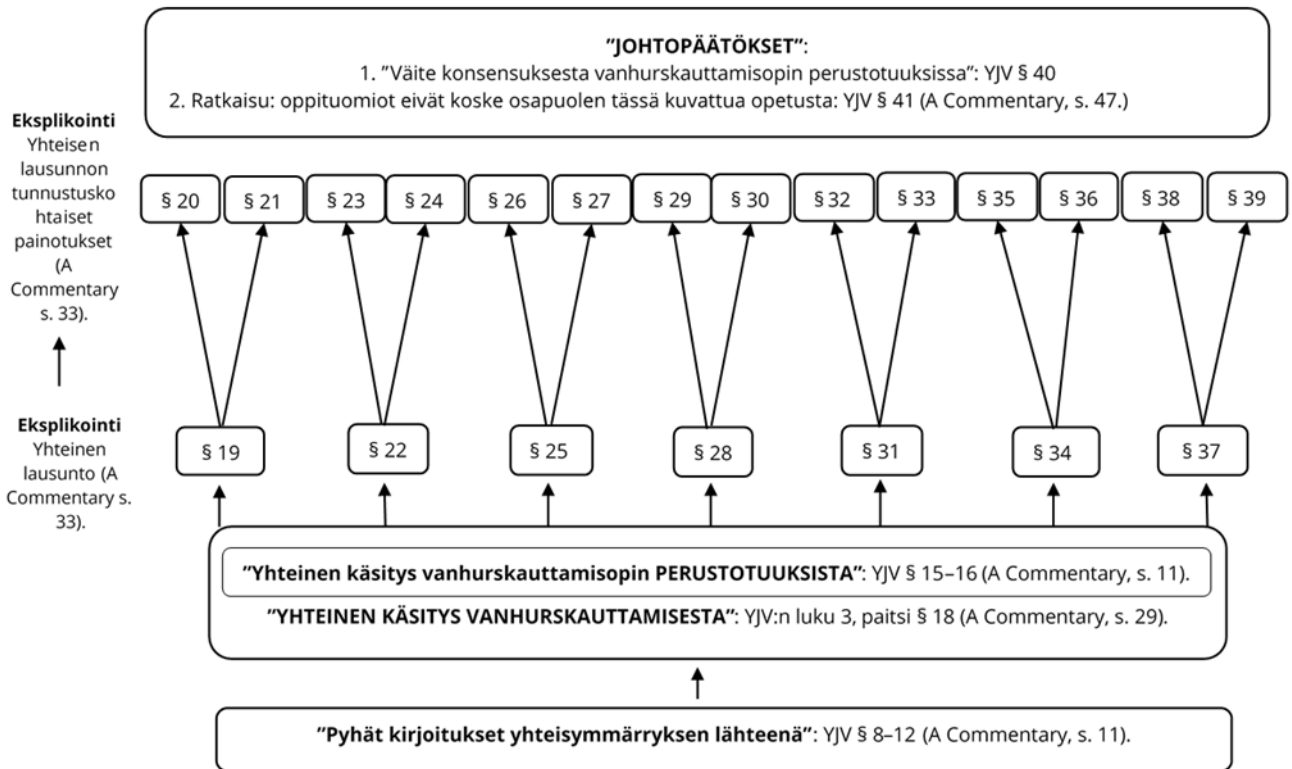 ”JOHTOPÄÄTÖKSET”:
1. ”Väite konsensuksesta vanhurskauttamisopin perustotuuksissa”: YJV § 40
2. Ratkaisu: oppituomiot eivät koske osapuolen tässä kuvattua opetusta: YJV § 41 (A Commentary, s. 47.)
Eksplikointi
Yhteisen
lausunnon
tunnustusko
htaiset
painotukset
(A
Commentary
s. 33).
§ 20 § 21 § 23 § 24 § 26 § 27 § 29 § 30 § 32 § 33 § 35 § 36 § 38 § 39
Eksplikointi
Yhteinen
lausunto (A
Commentary s.
33).
§ 19 § 22 § 25 § 28 § 31 § 34 § 37
”Yhteinen käsitys vanhurskauttamisopin PERUSTOTUUKSISTA”: YJV § 15–16 (A Commentary, s. 11).
”YHTEINEN KÄSITYS VANHURSKAUTTAMISESTA”: YJV:n luku 3, paitsi § 18 (A Commentary, s. 29).
”Pyhät kirjoitukset yhteisymmärryksen lähteenä”: YJV § 8–12 (A Commentary, s. 11).